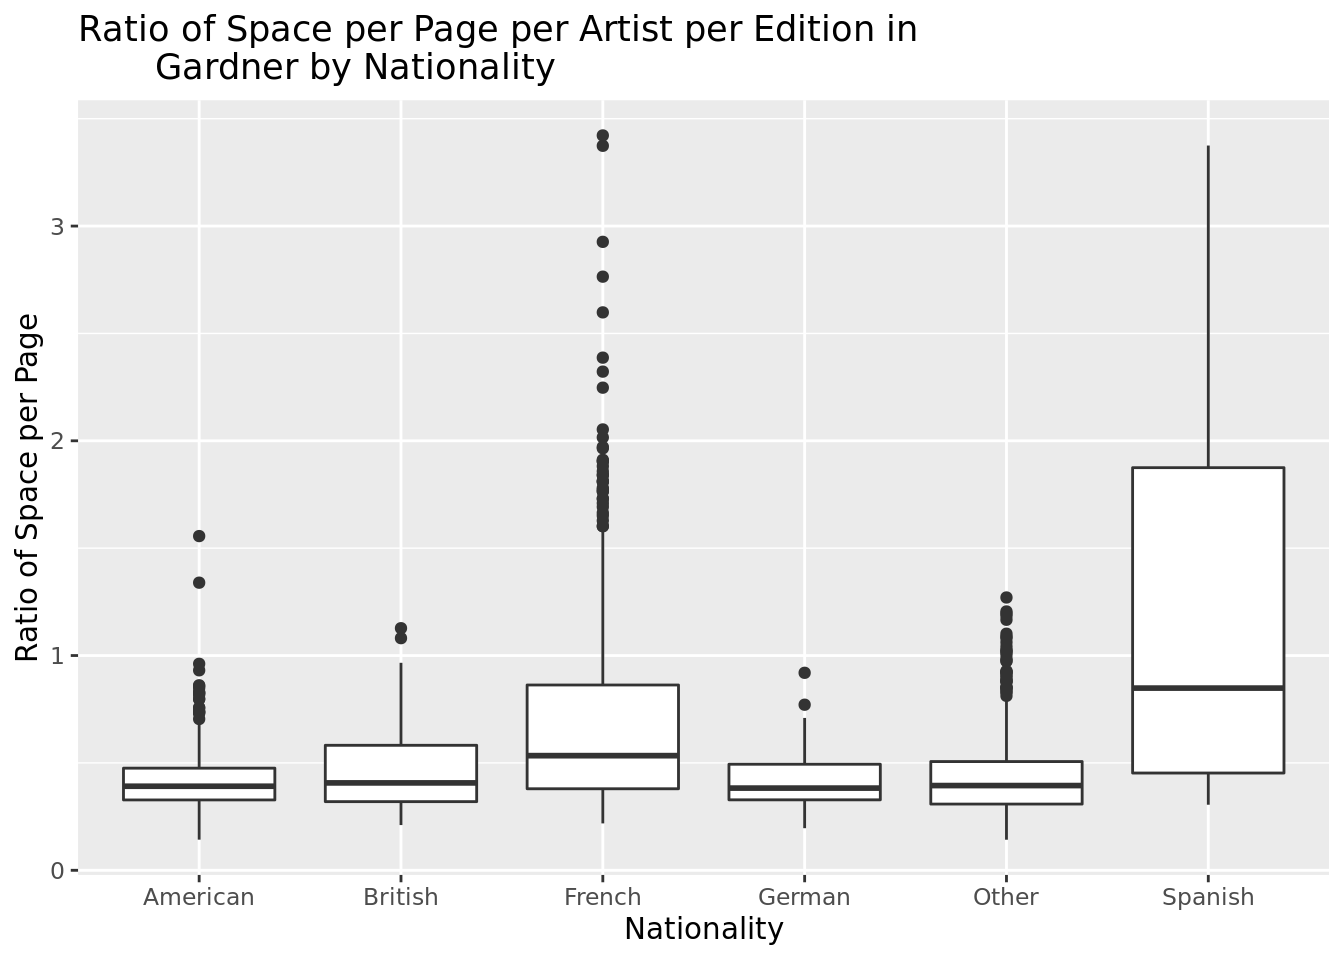 Ratio of Space per Page per Artist per Edition in
Gardner by Nationality
Ratio of Space per Page
3
2
1
0
American British French German Other Spanish
Nationality